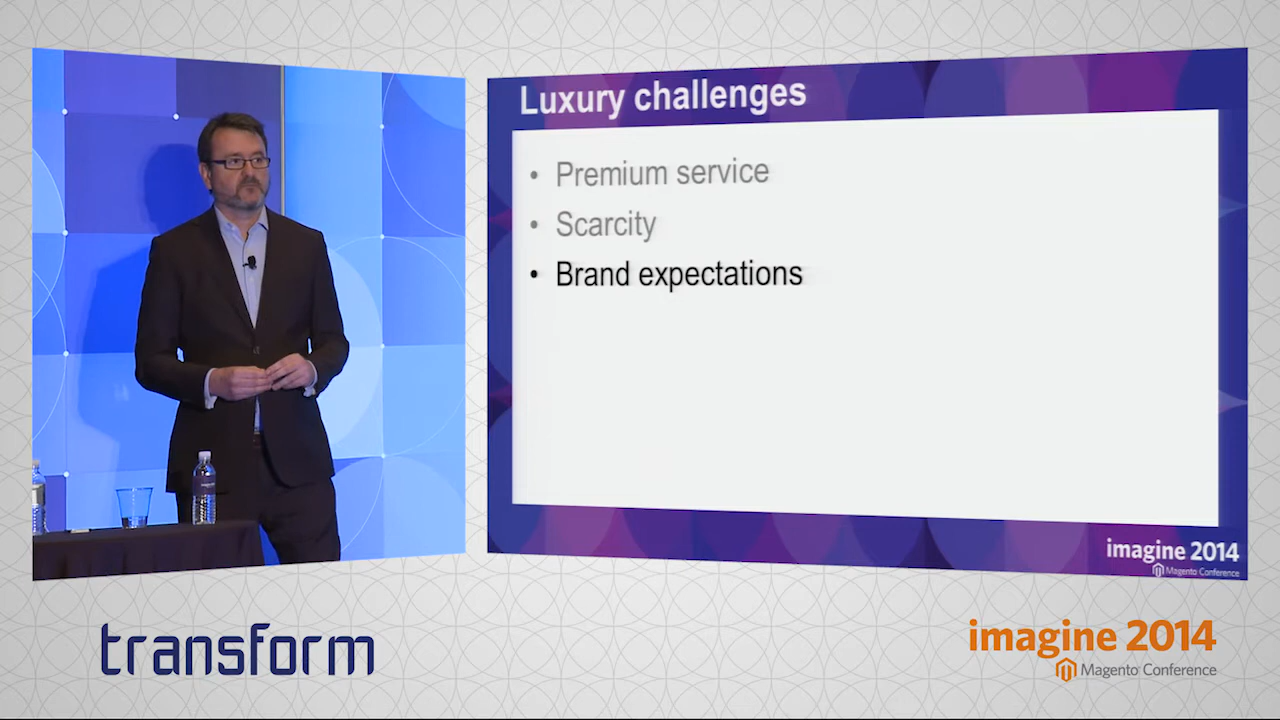 Luxury challenges
• Premium service
• Scarcity
• Brand expectations
imagine 2014
Magento Conference
transform
imagine 2014
Magento Conference